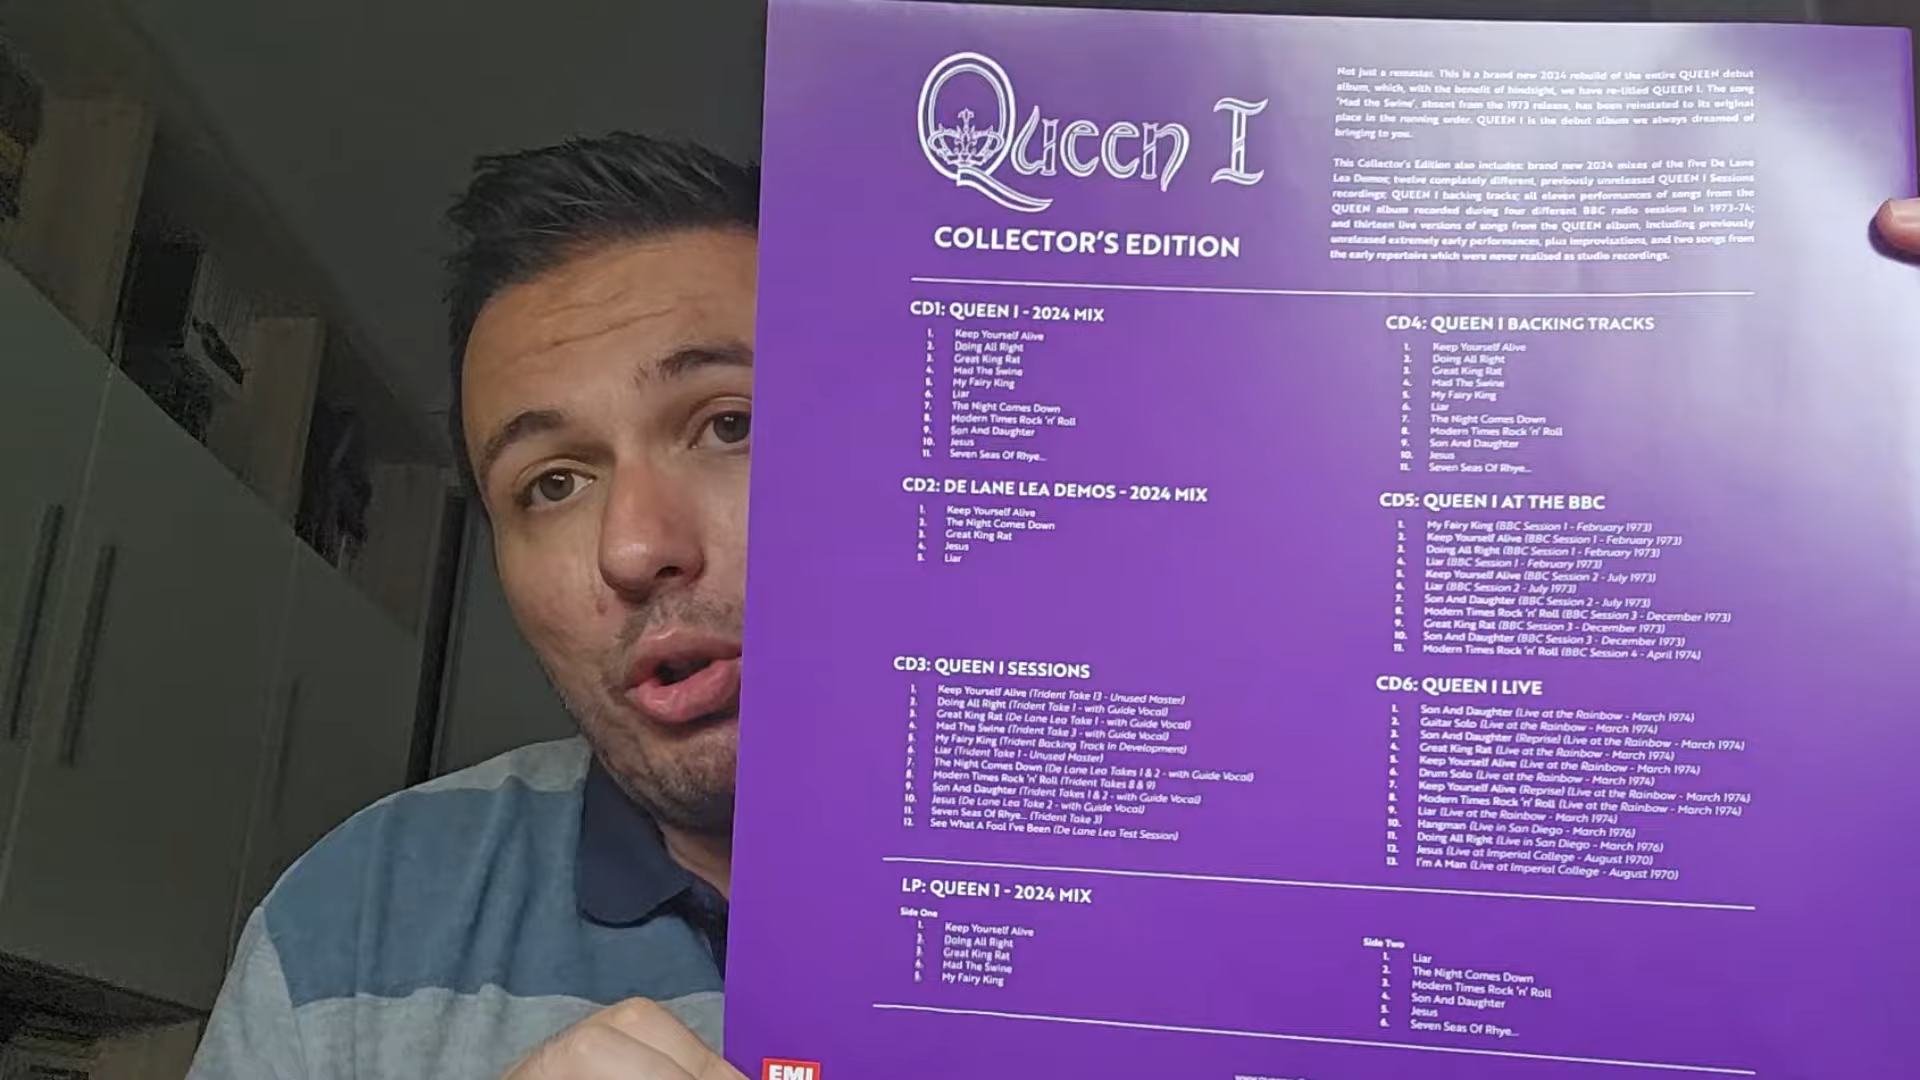 Queen I
COLLECTOR'S EDITION
Not just a remaster. This is a brand new 2024 rebuild of the entire QUEEN debut
album, which, with the benefit of hindsight, we have re-titled QUEEN I. The song
'Mad the Swine', absent from the 1973 release, has been reinstated to its original
place in the running order. QUEEN I is the debut album we always dreamed of
bringing to you.
This Collector's Edition also includes: brand new 2024 mixes of the five De Lane
Lea Demos; twelve completely different, previously unreleased QUEEN I Sessions
recordings; QUEEN I backing tracks; all eleven performances of songs from the
QUEEN album recorded during four different BBC radio sessions in 1973-74;
and thirteen live versions of songs from the QUEEN album, including previously
unreleased extremely early performances, plus improvisations, and two songs from
the early repertoire which were never realised as studio recordings.
CD1: QUEEN I - 2024 MIX
1. Keep Yourself Alive
2. Doing All Right
3. Great King Rat
4. Mad The Swine
5. My Fairy King
6. Liar
7. The Night Comes Down
8. Modern Times Rock 'n' Roll
9. Son And Daughter
10. Jesus
11. Seven Seas Of Rhye...
CD2: DE LANE LEA DEMOS - 2024 MIX
1. Keep Yourself Alive
2. The Night Comes Down
3. Great King Rat
4. Jesus
5. Liar
CD3: QUEEN I SESSIONS
1. Keep Yourself Alive (Trident Take 13 - Unused Master)
2. Doing All Right (Trident Take 1 - with Guide Vocal)
3. Great King Rat (De Lane Lea Take 1 - with Guide Vocal)
4. Mad The Swine (Trident Take 3 - with Guide Vocal)
5. My Fairy King (Trident Backing Track In Development)
6. Liar (Trident Take 1 - Unused Master)
7. The Night Comes Down (De Lane Lea Takes 1 & 2 - with Guide Vocal)
8. Modern Times Rock 'n' Roll (Trident Takes 8 & 9)
9. Son And Daughter (Trident Takes 1 & 2 - with Guide Vocal)
10. Jesus (De Lane Lea Take 2 - with Guide Vocal)
11. Seven Seas Of Rhye... (Trident Take 3)
12. See What A Fool I've Been (De Lane Lea Test Session)
CD4: QUEEN I BACKING TRACKS
1. Keep Yourself Alive
2. Doing All Right
3. Great King Rat
4. Mad The Swine
5. My Fairy King
6. Liar
7. The Night Comes Down
8. Modern Times Rock 'n' Roll
9. Son And Daughter
10. Jesus
11. Seven Seas Of Rhye...
CD5: QUEEN I AT THE BBC
1. My Fairy King (BBC Session 1 - February 1973)
2. Keep Yourself Alive (BBC Session 1 - February 1973)
3. Doing All Right (BBC Session 1 - February 1973)
4. Liar (BBC Session 1 - February 1973)
5. Keep Yourself Alive (BBC Session 2 - July 1973)
6. Liar (BBC Session 2 - July 1973)
7. Son And Daughter (BBC Session 2 - July 1973)
8. Modern Times Rock 'n' Roll (BBC Session 3 - December 1973)
9. Great King Rat (BBC Session 3 - December 1973)
10. Son And Daughter (BBC Session 3 - December 1973)
11. Modern Times Rock 'n' Roll (BBC Session 4 - April 1974)
CD6: QUEEN I LIVE
1. Son And Daughter (Live at the Rainbow - March 1974)
2. Guitar Solo (Live at the Rainbow - March 1974)
3. Son And Daughter (Reprise) (Live at the Rainbow - March 1974)
4. Great King Rat (Live at the Rainbow - March 1974)
5. Keep Yourself Alive (Live at the Rainbow - March 1974)
6. Drum Solo (Live at the Rainbow - March 1974)
7. Keep Yourself Alive (Reprise) (Live at the Rainbow - March 1974)
8. Modern Times Rock 'n' Roll (Live at the Rainbow - March 1974)
9. Liar (Live at the Rainbow - March 1974)
10. Hangman (Live in San Diego - March 1976)
11. Doing All Right (Live in San Diego - March 1976)
12. Jesus (Live at Imperial College - August 1970)
13. I'm A Man (Live at Imperial College - August 1970)
LP: QUEEN 1 - 2024 MIX
Side One
1. Keep Yourself Alive
2. Doing All Right
3. Great King Rat
4. Mad The Swine
5. My Fairy King
Side Two
1. Liar
2. The Night Comes Down
3. Modern Times Rock 'n' Roll
4. Son And Daughter
5. Jesus
6. Seven Seas Of Rhye...
EMI